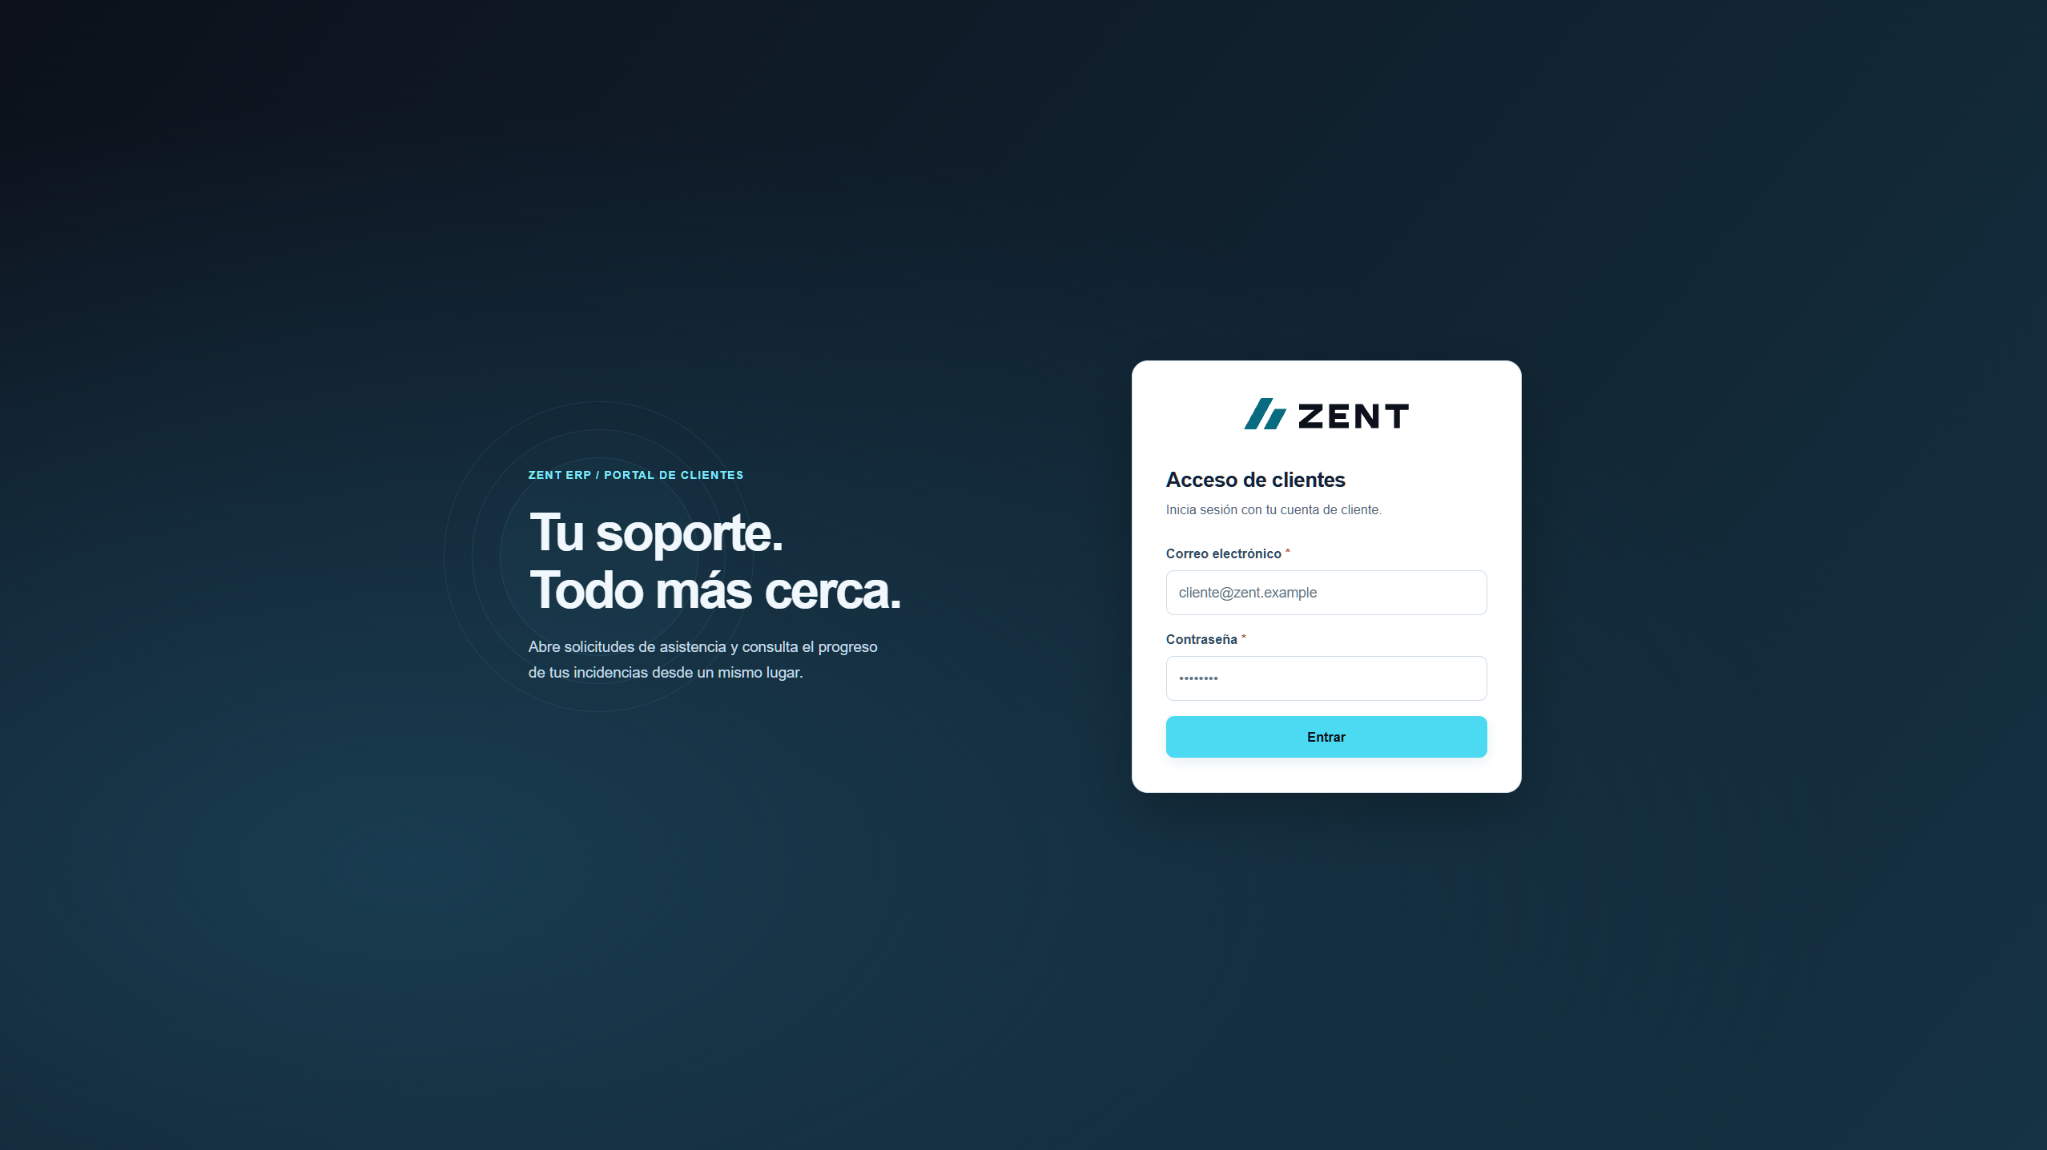 ZENT ERP / PORTAL DE CLIENTES
Tu soporte.
Todo más cerca.
Abre solicitudes de asistencia y consulta el progreso
de tus incidencias desde un mismo lugar.
ZENT
Acceso de clientes
Inicia sesión con tu cuenta de cliente.
Correo electrónico *
cliente@zent.example
Contraseña *
••••••••
Entrar